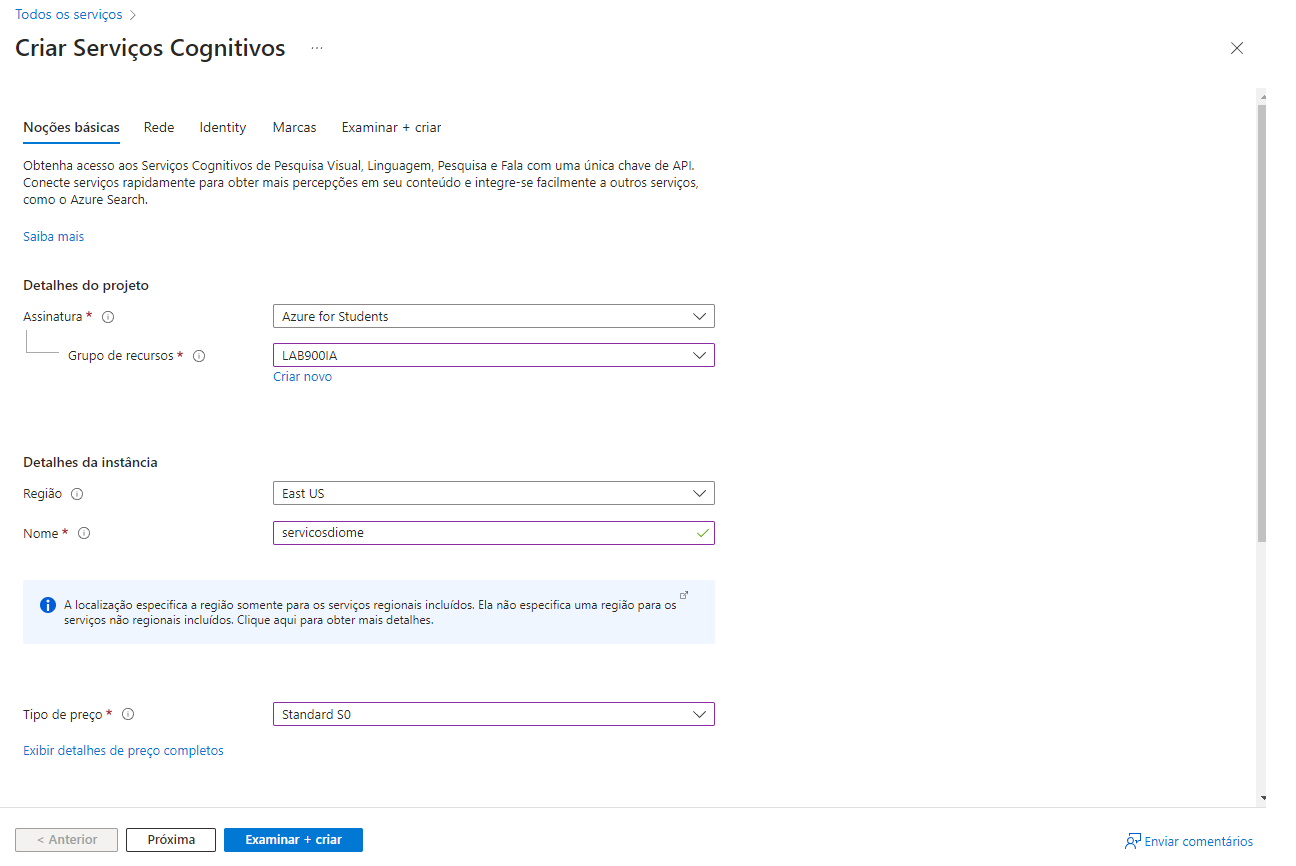 Todos os serviços >
Criar Serviços Cognitivos ...
Noções básicas Rede Identity Marcas Examinar + criar
Obtenha acesso aos Serviços Cognitivos de Pesquisa Visual, Linguagem, Pesquisa e Fala com uma única chave de API.
Conecte serviços rapidamente para obter mais percepções em seu conteúdo e integre-se facilmente a outros serviços,
como o Azure Search.
Saiba mais
Detalhes do projeto
Assinatura * Azure for Students
Grupo de recursos * LAB900IA
Criar novo
Detalhes da instância
Região East US
Nome * servicosdiome
A localização especifica a região somente para os serviços regionais incluídos. Ela não especifica uma região para os
serviços não regionais incluídos. Clique aqui para obter mais detalhes.
Tipo de preço * Standard S0
Exibir detalhes de preço completos
< Anterior Próxima Examinar + criar Enviar comentários